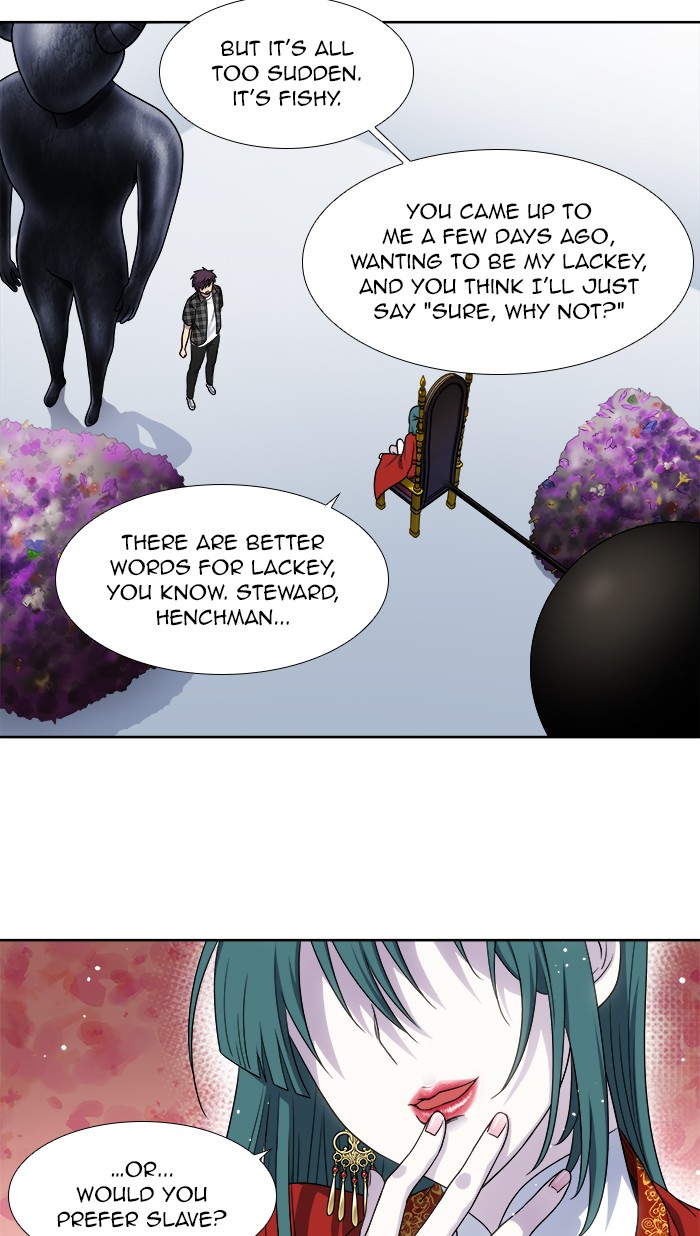 BUT IT'S ALL
TOO SUDDEN.
IT'S FISHY.
YOU CAME UP TO
ME A FEW DAYS AGO,
WANTING TO BE MY LACKEY,
AND YOU THINK I'LL JUST
SAY "SURE, WHY NOT?"
THERE ARE BETTER
WORDS FOR LACKEY,
YOU KNOW. STEWARD,
HENCHMAN...
...OR...
WOULD YOU
PREFER SLAVE?